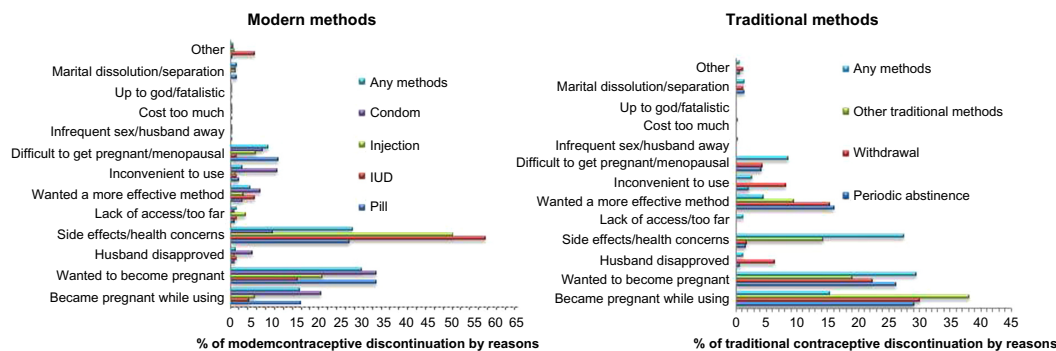 Modern methods
Other
Marital dissolution/separation
Up to god/fatalistic
Cost too much
Infrequent sex/husband away
Difficult to get pregnant/menopausal
Inconvenient to use
Wanted a more effective method
Lack of access/too far
Side effects/health concerns
Husband disapproved
Wanted to become pregnant
Became pregnant while using
Any methods
Condom
Injection
IUD
Pill
0 5 10 15 20 25 30 35 40 45 50 55 60 65
% of modemcontraceptive discontinuation by reasons
Traditional methods
Other
Marital dissolution/separation
Up to god/fatalistic
Cost too much
Infrequent sex/husband away
Difficult to get pregnant/menopausal
Inconvenient to use
Wanted a more effective method
Lack of access/too far
Side effects/health concerns
Husband disapproved
Wanted to become pregnant
Became pregnant while using
Any methods
Other traditional methods
Withdrawal
Periodic abstinence
0 5 10 15 20 25 30 35 40 45
% of traditional contraceptive discontinuation by reasons